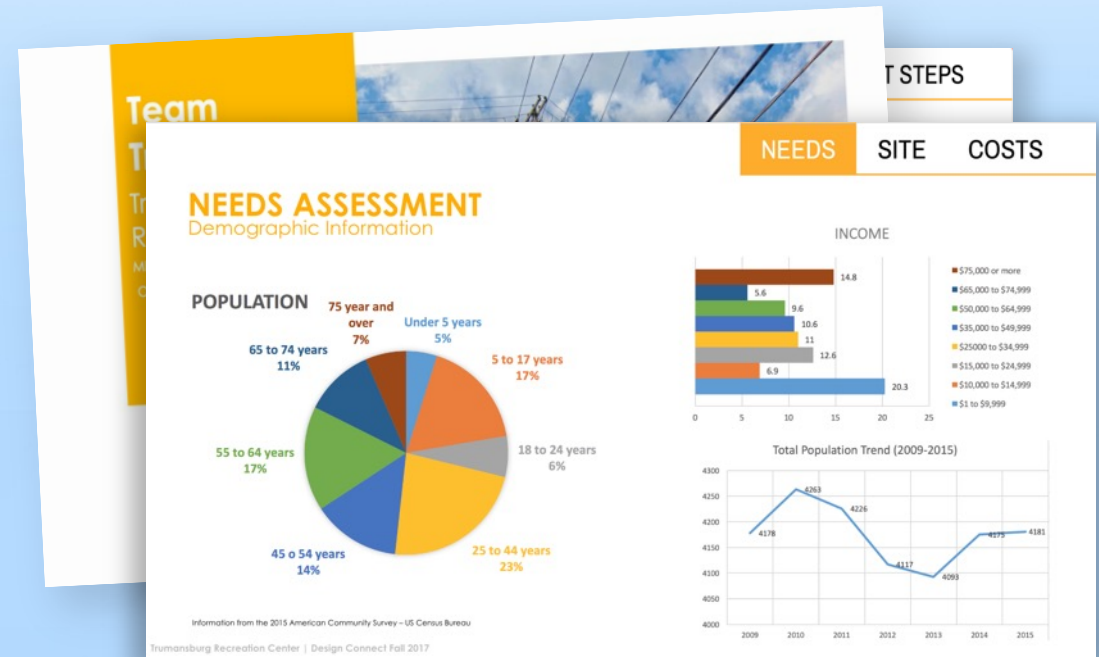 T STEPS
Team
NEEDS SITE COSTS
NEEDS ASSESSMENT
Demographic Information
POPULATION
75 year and
over
7%
Under 5 years
5%
5 to 17 years
17%
18 to 24 years
6%
25 to 44 years
23%
45 o 54 years
14%
55 to 64 years
17%
65 to 74 years
11%
INCOME
14.8
5.6
9.6
10.6
11
12.6
6.9
20.3
0 5 10 15 20 25
$75,000 or more
$65,000 to $74,999
$50,000 to $64,999
$35,000 to $49,999
$25000 to $34,999
$15,000 to $24,999
$10,000 to $14,999
$1 to $9,999
Total Population Trend (2009-2015)
4300
4250
4200
4150
4100
4050
4000
4178
4263
4226
4117
4093
4175
4181
2009 2010 2011 2012 2013 2014 2015
Information from the 2015 American Community Survey – US Census Bureau
Trumansburg Recreation Center | Design Connect Fall 2017